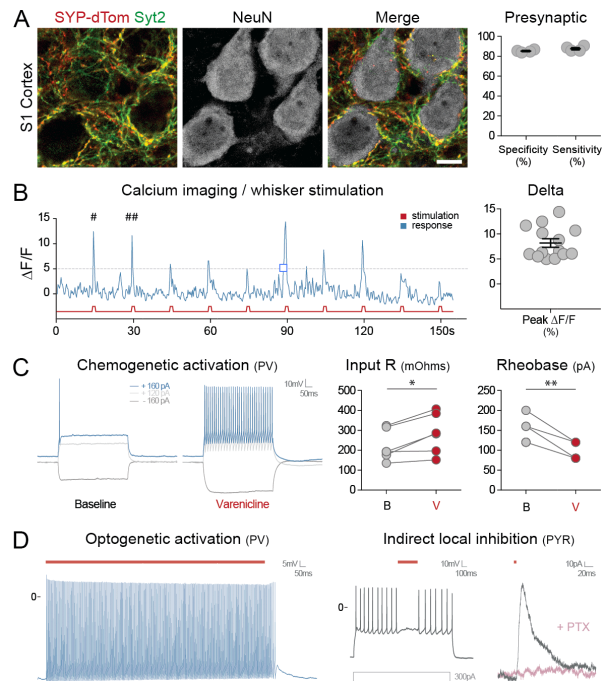 A
SYP-dTom Syt2
NeuN
Merge
Presynaptic
S1 Cortex
100
80
60
40
20
0
Specificity (%)
Sensitivity (%)
B
Calcium imaging / whisker stimulation
Delta
# ##
stimulation
response
ΔF/F
15
10
5
0
0 30 60 90 120 150s
15
10
5
0
Peak ΔF/F
(%)
C
Chemogenetic activation (PV)
+ 160 pA
+ 120 pA
- 160 pA
10mV
50ms
Baseline
Varenicline
Input R (mOhms)
*
500
400
300
200
100
0
B V
Rheobase (pA)
**
250
200
150
100
50
0
B V
D
Optogenetic activation (PV)
5mV
50ms
0-
Indirect local inhibition (PYR)
10mV
100ms
0-
300pA
10pA
20ms
+ PTX